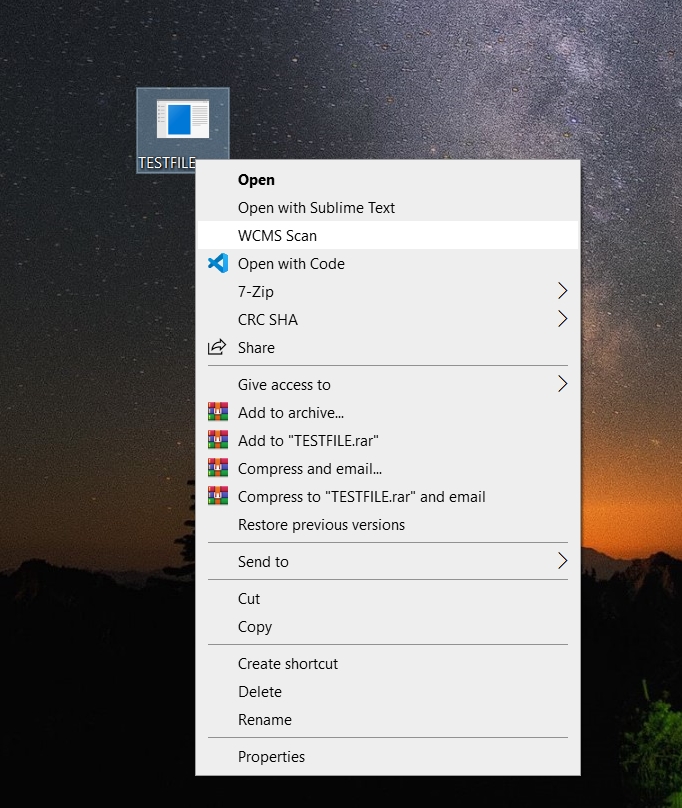 TESTFILE
Open
Open with Sublime Text
WCMS Scan
Open with Code
7-Zip
CRC SHA
Share
Give access to
Add to archive...
Add to "TESTFILE.rar"
Compress and email...
Compress to "TESTFILE.rar" and email
Restore previous versions
Send to
Cut
Copy
Create shortcut
Delete
Rename
Properties